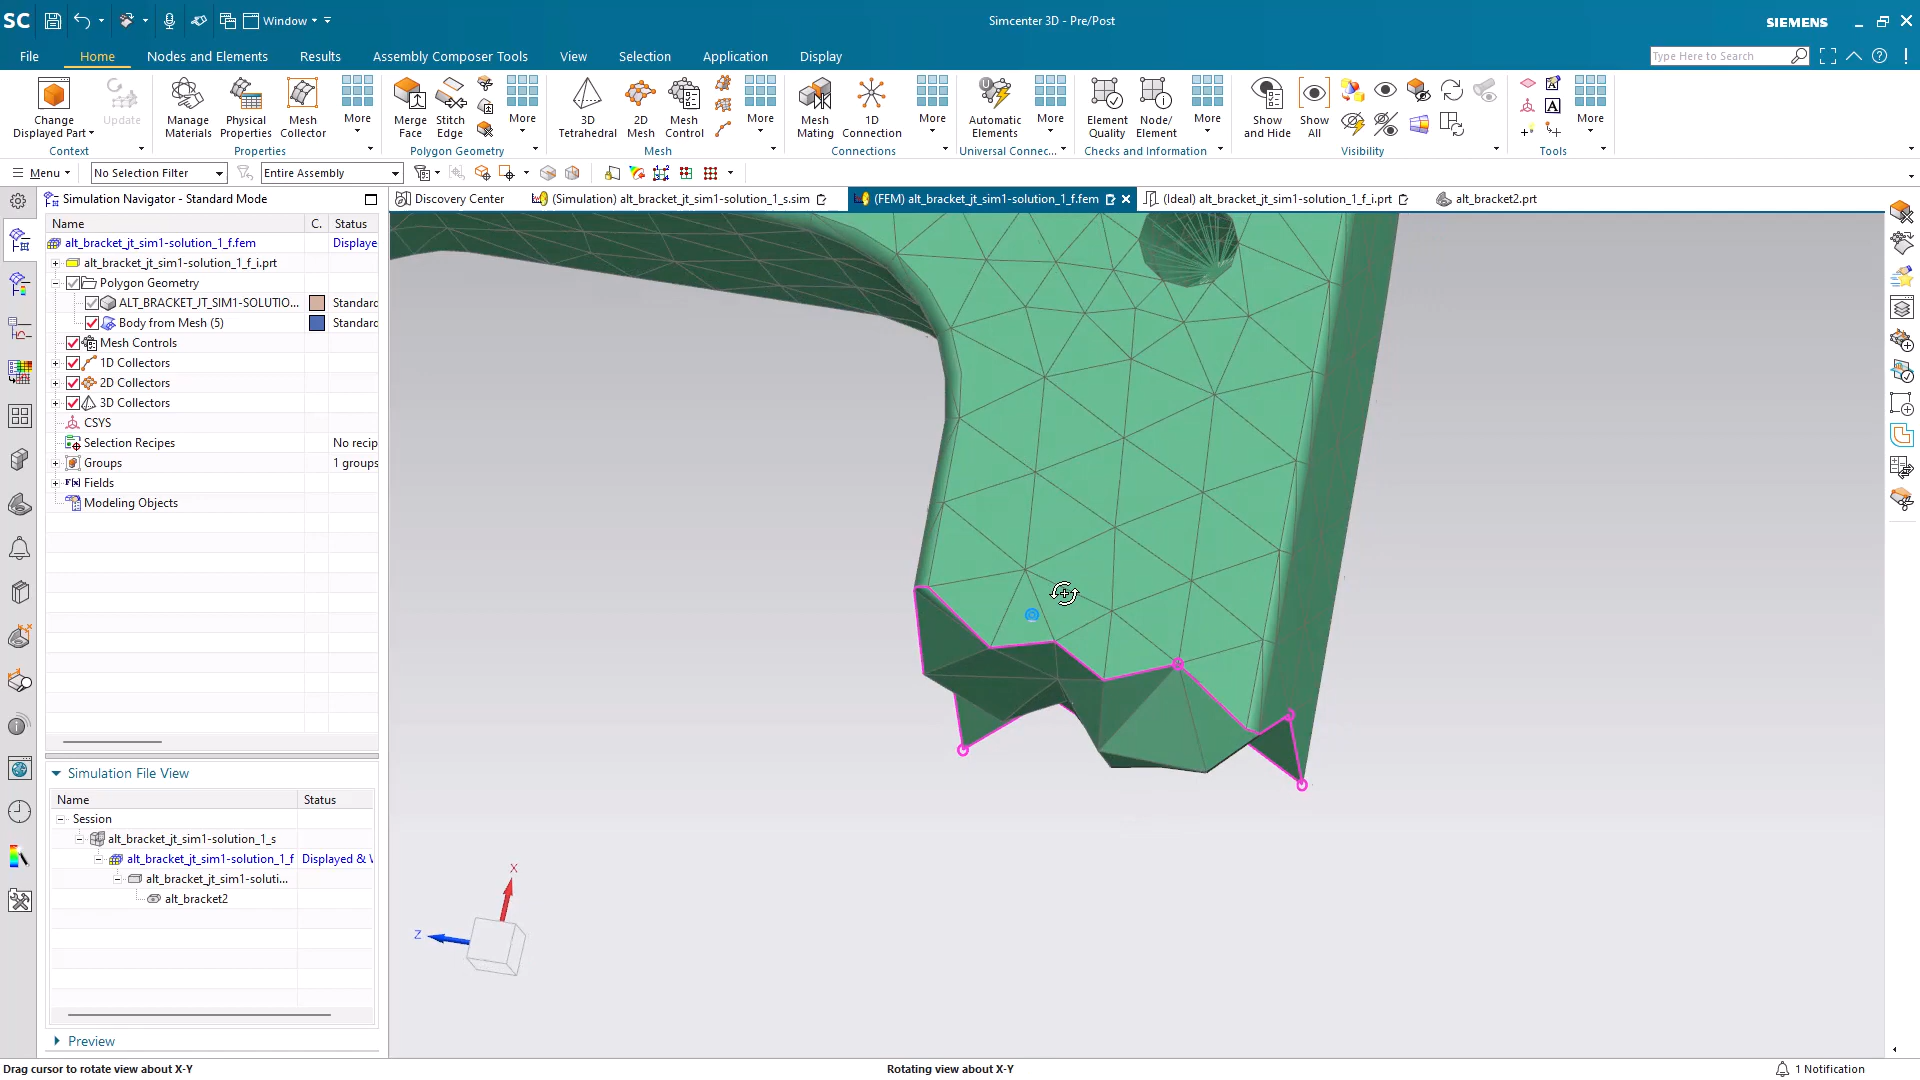 SC Window Simcenter 3D - Pre/Post SIEMENS
File Home Nodes and Elements Results Assembly Composer Tools View Selection Application Display Type Here to Search
Change Displayed Part
Update
Manage Materials
Physical Properties
Mesh Collector
More
Merge Face
Stitch Edge
More
3D Tetrahedral
2D Mesh
Mesh Control
More
Mesh Mating
1D Connection
More
Automatic Elements
More
Element Quality
Node/ Element
More
Show and Hide
Show All
More
Context Properties Polygon Geometry Mesh Connections Universal Connec... Checks and Information Visibility Tools
Menu No Selection Filter Entire Assembly
Simulation Navigator - Standard Mode
Discovery Center (Simulation) alt_bracket_jt_sim1-solution_1_s.sim (FEM) alt_bracket_jt_sim1-solution_1_f.fem (Ideal) alt_bracket_jt_sim1-solution_1_f_i.prt alt_bracket2.prt
Name C. Status
alt_bracket_jt_sim1-solution_1_f.fem Displaye
alt_bracket_jt_sim1-solution_1_f_i.prt
Polygon Geometry
ALT_BRACKET_JT_SIM1-SOLUTIO... Standard
Body from Mesh (5) Standard
Mesh Controls
1D Collectors
2D Collectors
3D Collectors
CSYS
Selection Recipes No recip
Groups 1 groups
Fields
Modeling Objects
Simulation File View
Name Status
Session
alt_bracket_jt_sim1-solution_1_s
alt_bracket_jt_sim1-solution_1_f Displayed & \
alt_bracket_jt_sim1-soluti...
alt_bracket2
Preview
X
Z
Drag cursor to rotate view about X-Y Rotating view about X-Y 1 Notification